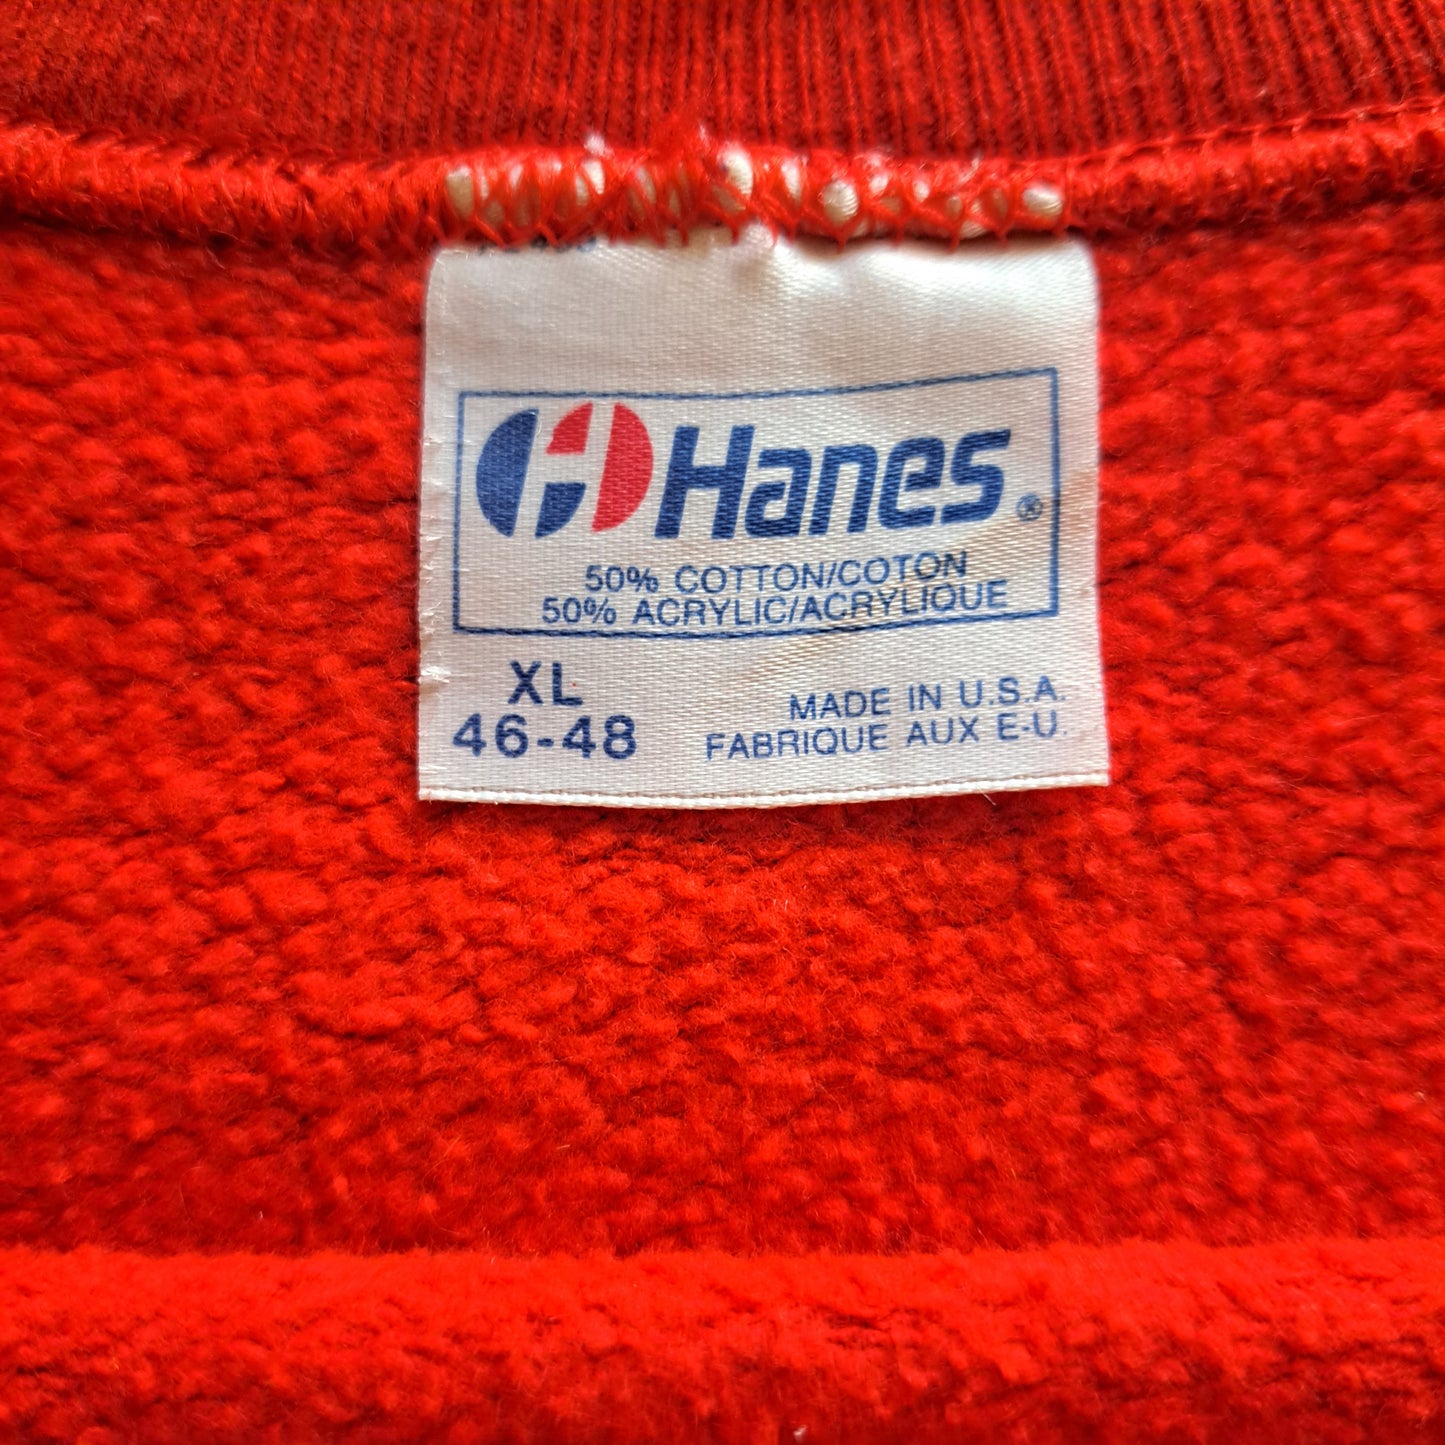 Hanes®
50% COTTON/COTON
50% ACRYLIC/ACRYLIQUE
XL
46-48
MADE IN U.S.A.
FABRIQUE AUX E-U.